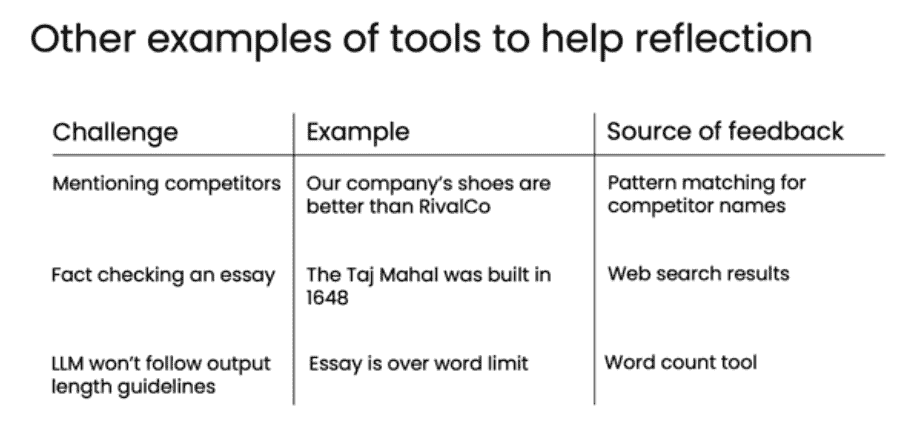 Other examples of tools to help reflection
Challenge
Example
Source of feedback
Mentioning competitors
Our company's shoes are
better than RivalCo
Pattern matching for
competitor names
Fact checking an essay
The Taj Mahal was built in
1648
Web search results
LLM won't follow output
length guidelines
Essay is over word limit
Word count tool